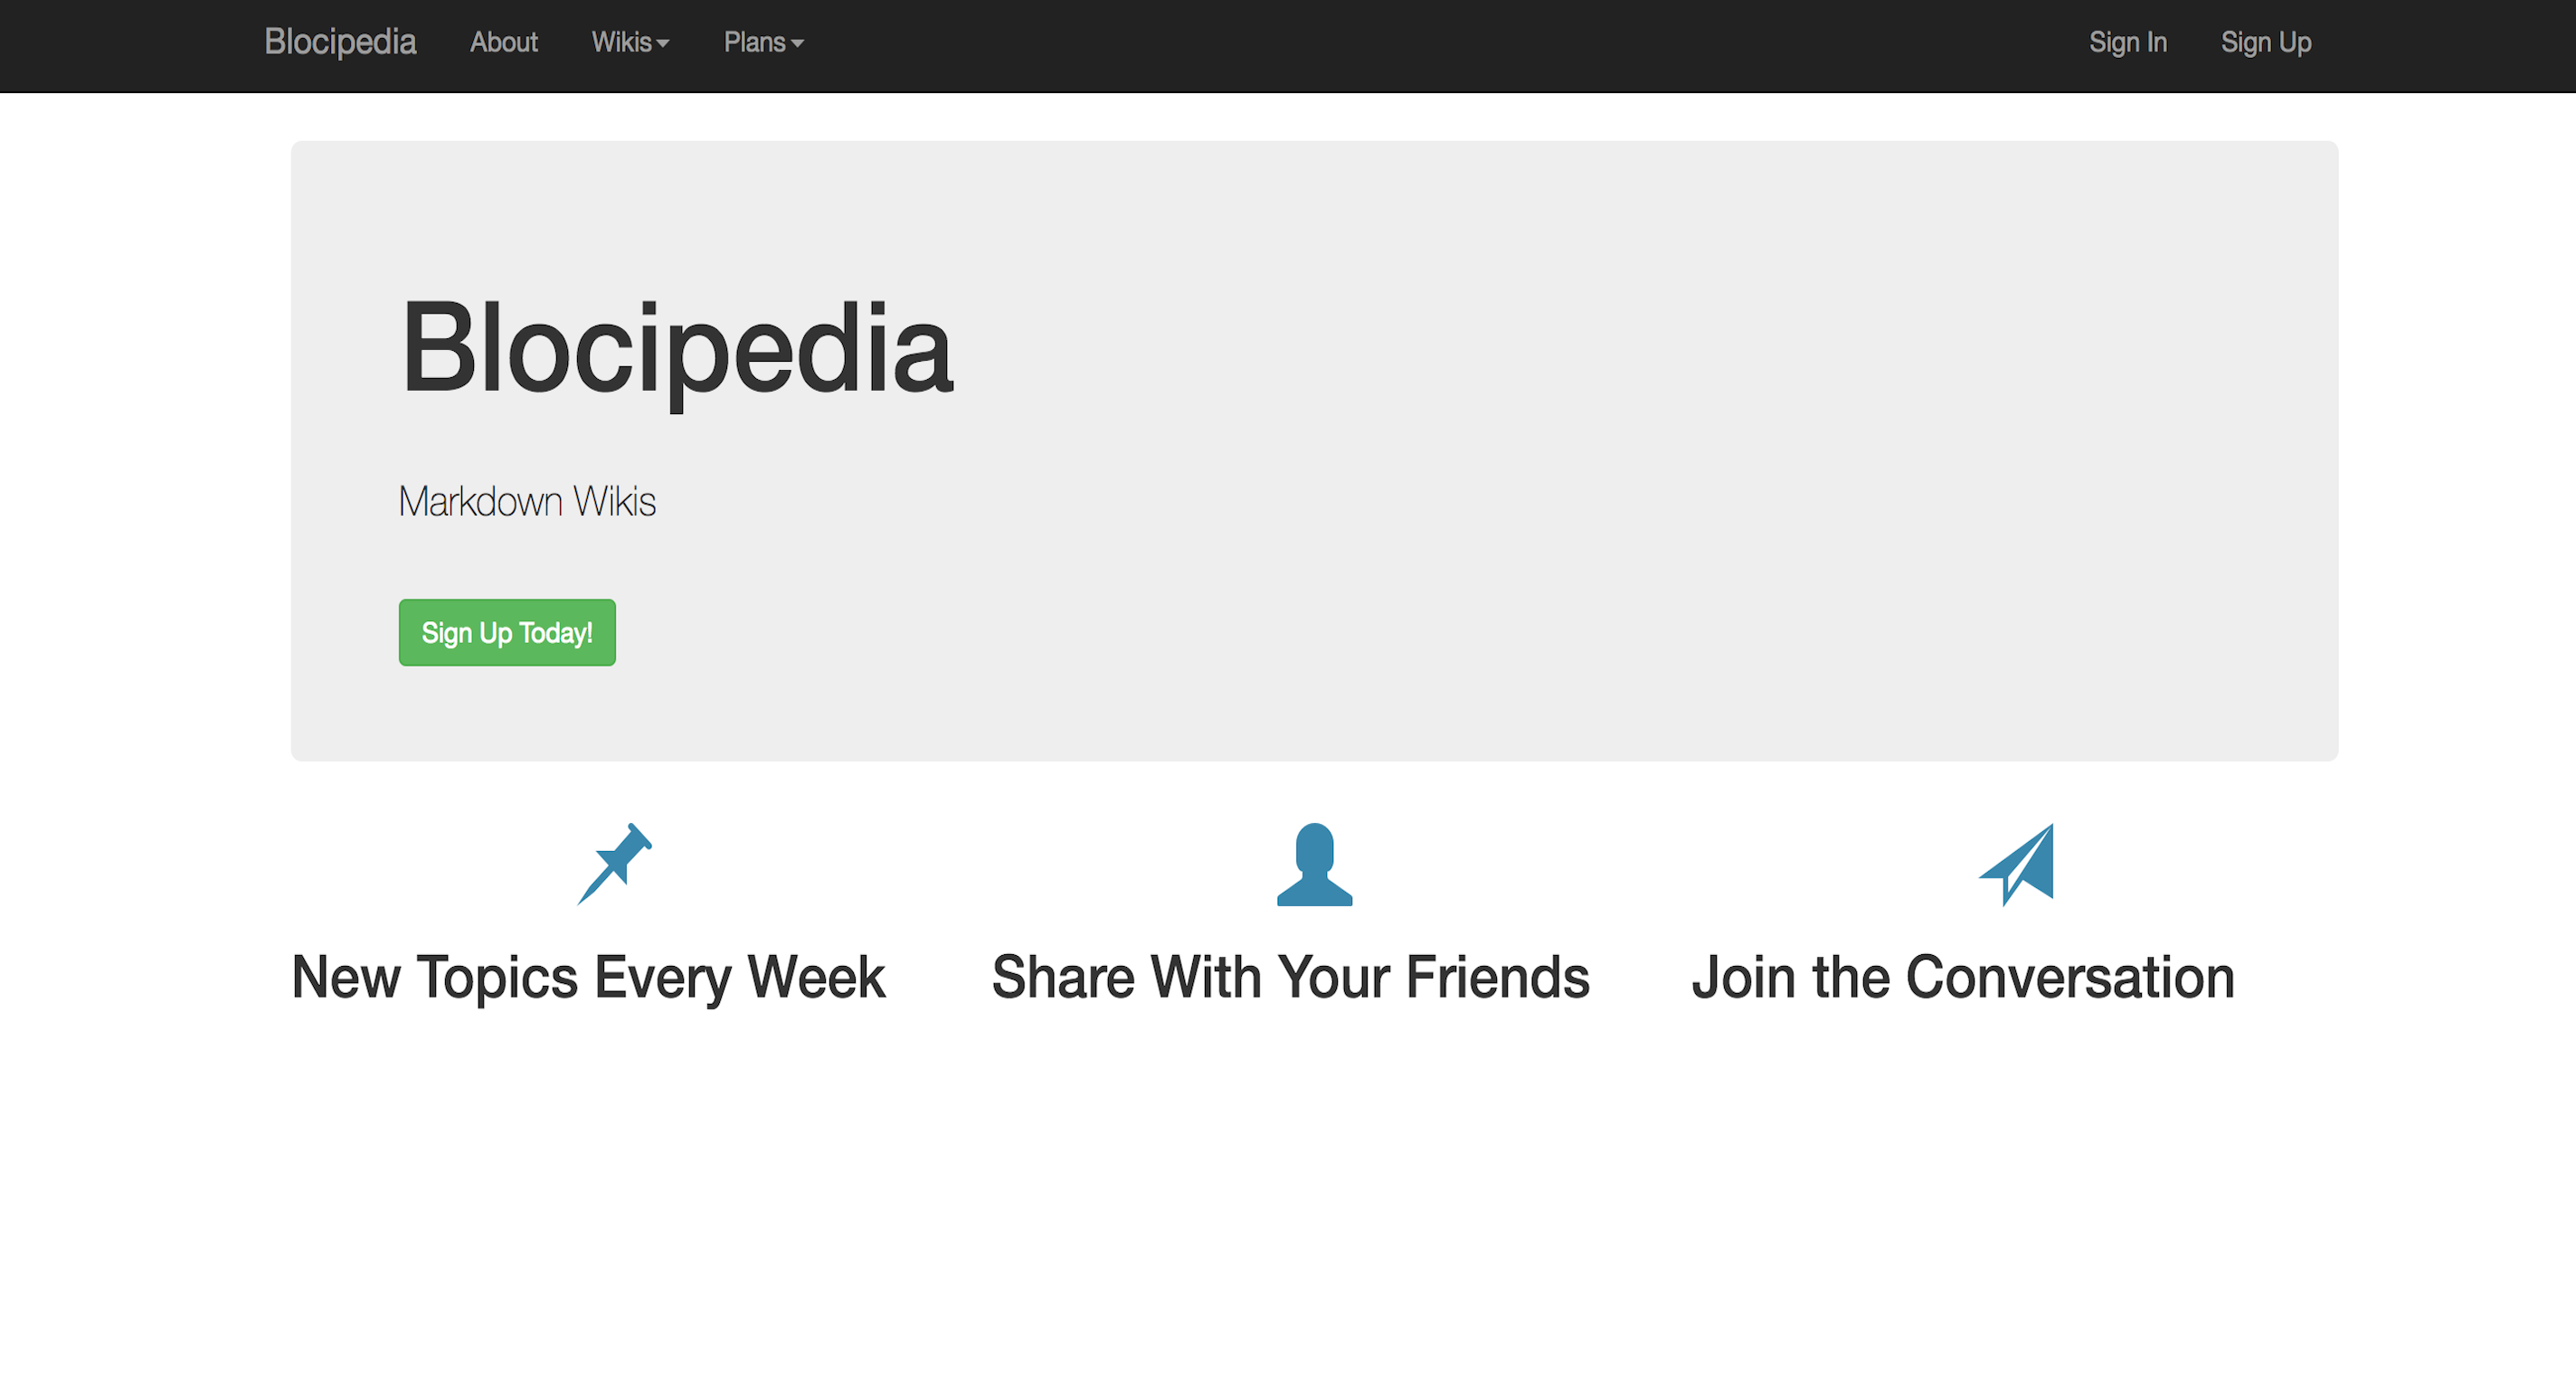 Blocipedia About Wikis Plans Sign In Sign Up
Blocipedia
Markdown Wikis
Sign Up Today!
New Topics Every Week Share With Your Friends Join the Conversation